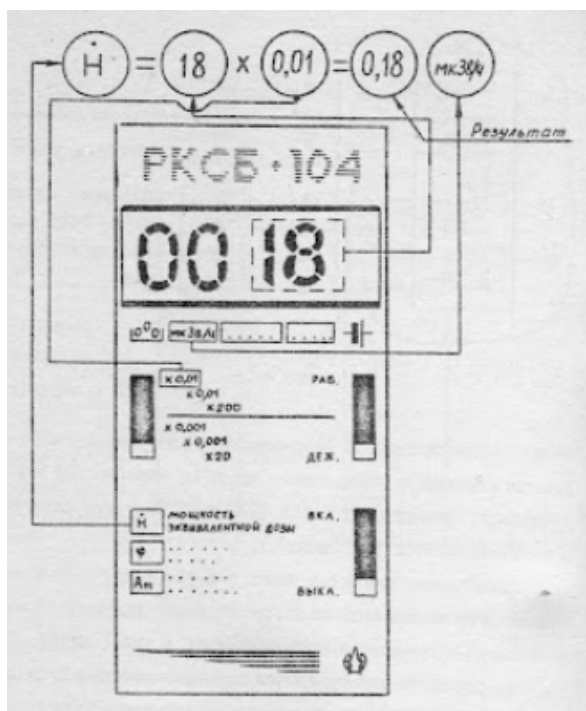 Ḣ = 18 x 0,01 = 0,18 мкЗв/ч
Результат
РКСБ-104
00 18
мкЗв/ч
x 0,01
РАБ.
x 0,01
x 200
x 0,001
x 0,001
x 20
ДЕЖ.
Ḣ МОЩНОСТЬ ЭКВИВАЛЕНТНОЙ ДОЗЫ
ВКЛ.
φ
Am
ВЫКЛ.